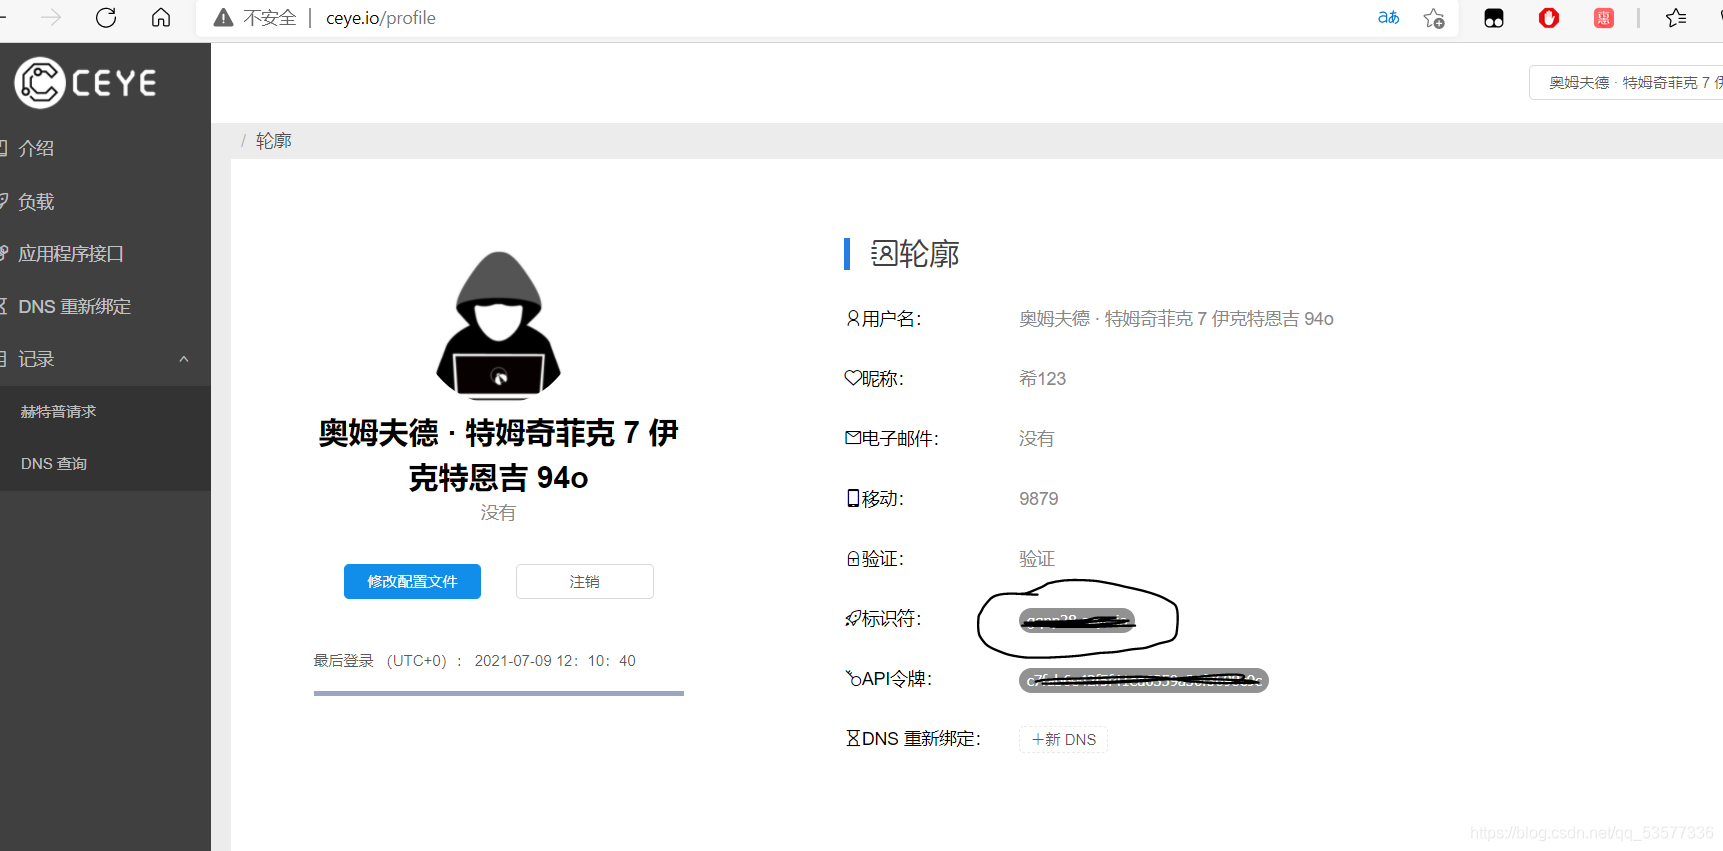 不安全 | ceye.io/profile
CEYE
奥姆夫德 · 特姆奇菲克 7 伊
/ 轮廓
介绍
负载
应用程序接口
DNS 重新绑定
记录
赫特普请求
DNS 查询
奥姆夫德 · 特姆奇菲克 7 伊
克特恩吉 94o
没有
修改配置文件 注销
最后登录 （UTC+0）： 2021-07-09 12：10：40
轮廓
用户名： 奥姆夫德 · 特姆奇菲克 7 伊克特恩吉 94o
昵称： 希123
电子邮件： 没有
移动： 9879
验证： 验证
标识符：
API令牌：
DNS 重新绑定： +新 DNS
https://blog.csdn.net/qq_53577336